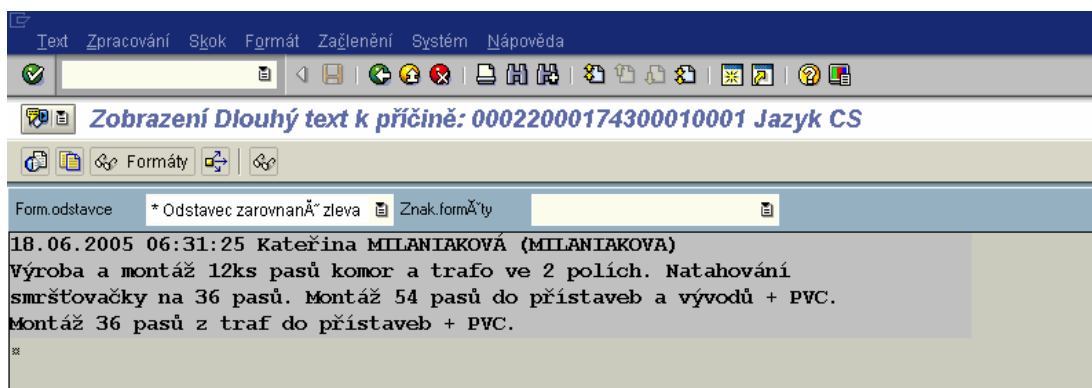 Text Zpracování Skok Formát Začlenění Systém Nápověda
Zobrazení Dlouhý text k příčině: 00022000174300010001 Jazyk CS
Formáty
Form.odstavce * Odstavec zarovnanĂ˝ zleva Znak.formĂˇty
18.06.2005 06:31:25 Kateřina MILANIAKOVÁ (MILANIAKOVA)
Výroba a montáž 12ks pasů komor a trafo ve 2 polích. Natahování
smršťovačky na 36 pasů. Montáž 54 pasů do přístaveb a vývodů + PVC.
Montáž 36 pasů z traf do přístaveb + PVC.